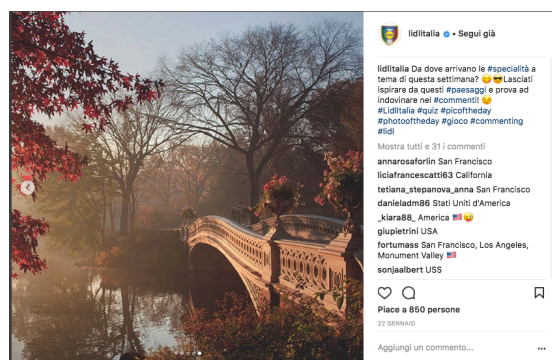 lidlitalia • Segui già
lidlitalia Da dove arrivano le #specialità a
tema di questa settimana? 😋😎Lasciati
ispirare da questi #paesaggi e prova ad
indovinare nei #commenti! 😉
#LidlItalia #quiz #picoftheday
#photooftheday #gioco #commenting
#lidl
Mostra tutti e 31 i commenti
annarosaforlin San Francisco
liciafrancescatti63 California
tetiana_stepanova_anna San Francisco
danieladm86 Stati Uniti d'America
_kiara88_ America 🇺🇸😜
giupietrini USA
fortumass San Francisco, Los Angeles,
Monument Valley 🇺🇸
sonjaalbert USS
Piace a 850 persone
22 GENNAIO
Aggiungi un commento...